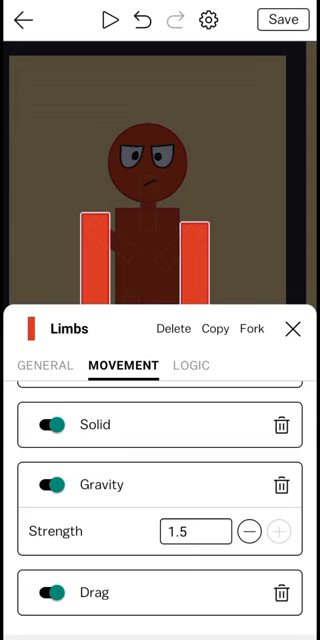 Save
Limbs Delete Copy Fork
GENERAL MOVEMENT LOGIC
Solid
Gravity
Strength 1.5
Drag